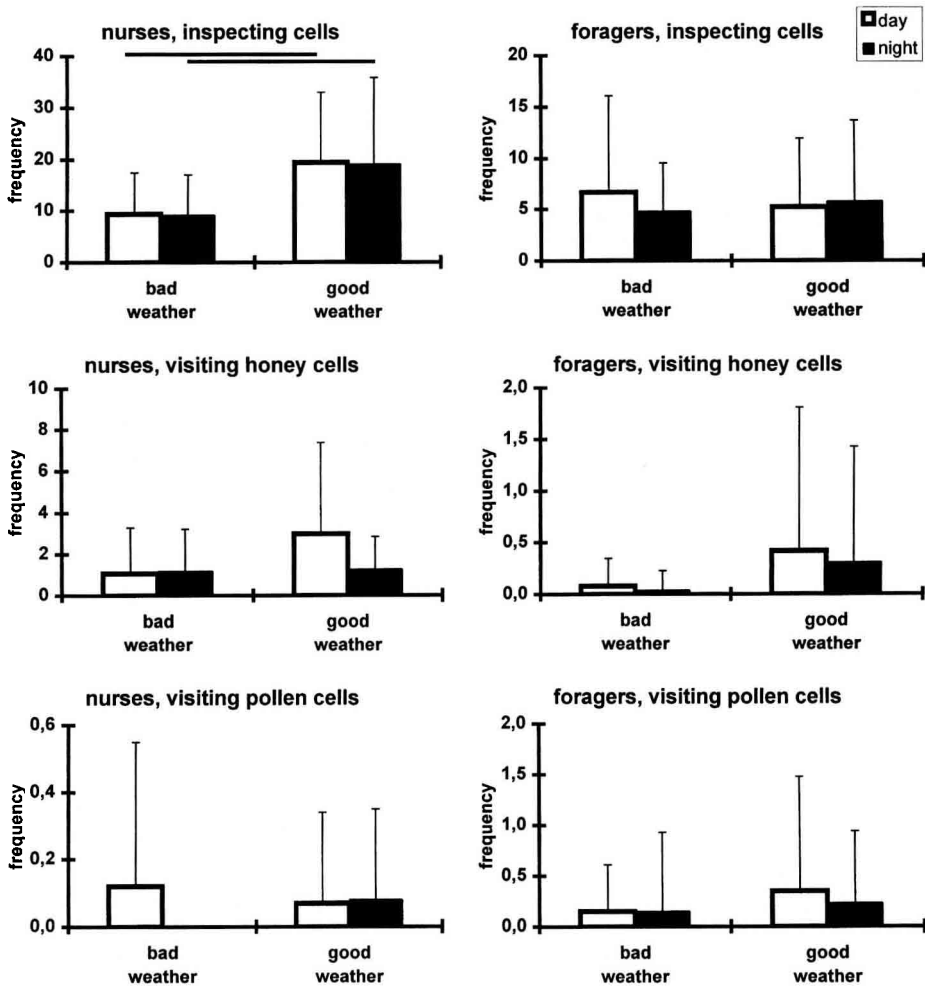 nurses, inspecting cells
40
30
20
10
0
frequency
bad
weather
good
weather
foragers, inspecting cells
day
night
20
15
10
5
0
frequency
bad
weather
good
weather
nurses, visiting honey cells
10
8
6
4
2
0
frequency
bad
weather
good
weather
foragers, visiting honey cells
2,0
1,5
1,0
0,5
0,0
frequency
bad
weather
good
weather
nurses, visiting pollen cells
0,6
0,4
0,2
0,0
frequency
bad
weather
good
weather
foragers, visiting pollen cells
2,0
1,5
1,0
0,5
0,0
frequency
bad
weather
good
weather